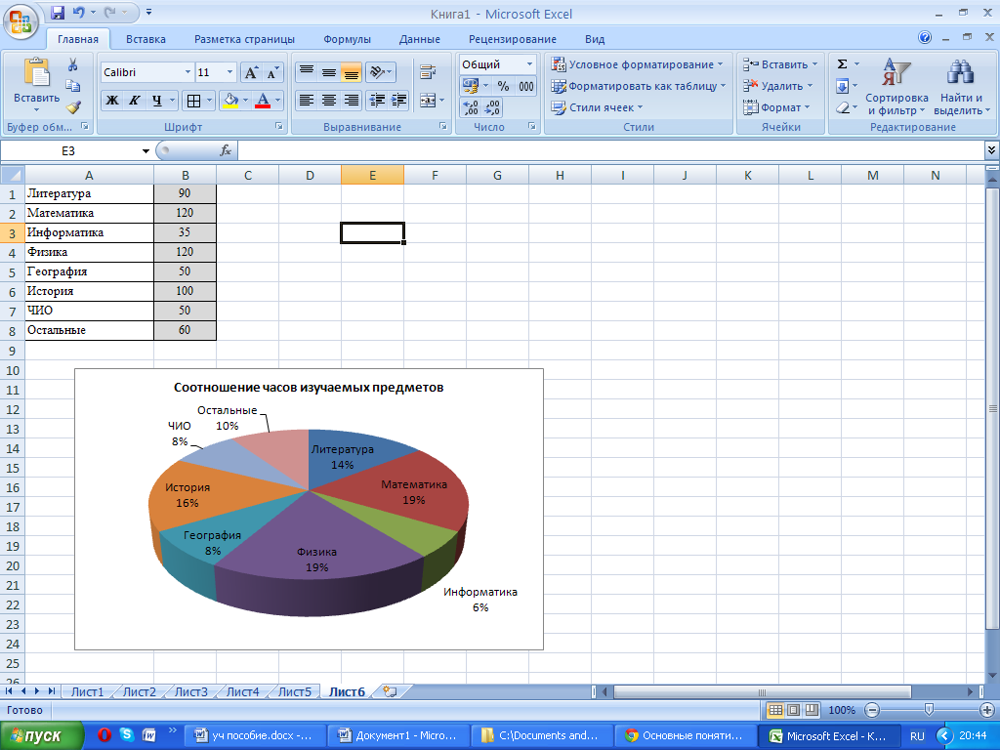 Книга1 - Microsoft Excel
Главная Вставка Разметка страницы Формулы Данные Рецензирование Вид
Calibri 11 Общий Условное форматирование Вставить Σ
Форматировать как таблицу Удалить
Вставить Ж К Ч % 000 Стили ячеек Формат Сортировка и фильтр Найти и выделить
Буфер обм... Шрифт Выравнивание Число Стили Ячейки Редактирование
E3 fx
A B C D E F G H I J K L M N
1 Литература 90
2 Математика 120
3 Информатика 35
4 Физика 120
5 География 50
6 История 100
7 ЧИО 50
8 Остальные 60
9
10
11
12
13
14
15
16
17
18
19
20
21
22
23
24
25
26
Соотношение часов изучаемых предметов
Остальные
10%
ЧИО
8%
Литература
14%
Математика
19%
История
16%
География
8%
Физика
19%
Информатика
6%
Лист1 Лист2 Лист3 Лист4 Лист5 Лист6
Готово 100%
пуск уч пособие.docx -... Документ1 - Micro... C:\Documents and... Основные поняти... Microsoft Excel - К... RU 20:44